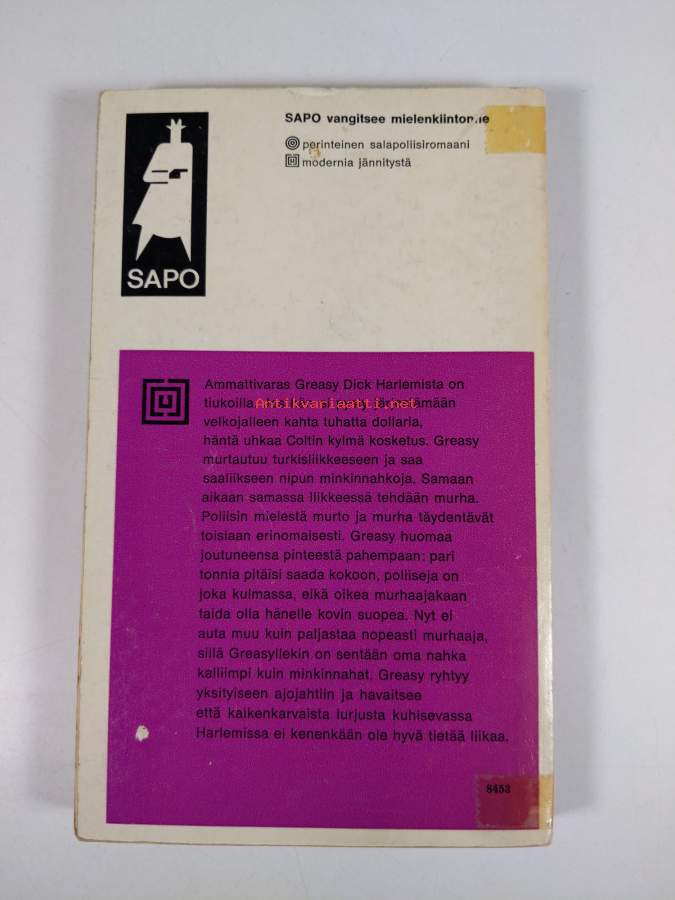 SAPO vangitsee mielenkiintonne
perinteinen salapoliisiromaani
modernia jännitystä
SAPO
Ammattivaras Greasy Dick Harlemista on
tiukoilla
Antikvariaatti.net
velkojalleen kahta tuhatta dollaria,
häntä uhkaa Coltin kylmä kosketus. Greasy
murtautuu turkisliikkeeseen ja saa
saaliikseen nipun minkinnahkoja. Samaan
aikaan samassa liikkeessä tehdään murha.
Poliisin mielestä murto ja murha täydentävät
toisiaan erinomaisesti. Greasy huomaa
joutuneensa pinteestä pahempaan: pari
tonnia pitäisi saada kokoon, poliiseja on
joka kulmassa, eikä oikea murhaajakaan
taida olla hänelle kovin suopea. Nyt ei
auta muu kuin paljastaa nopeasti murhaaja,
sillä Greasyllekin on sentään oma nahka
kalliimpi kuin minkinnahat. Greasy ryhtyy
yksityiseen ajojahtiin ja havaitsee
että kaikenkarvaista lurjusta kuhisevassa
Harlemissa ei kenenkään ole hyvä tietää liikaa.
8453